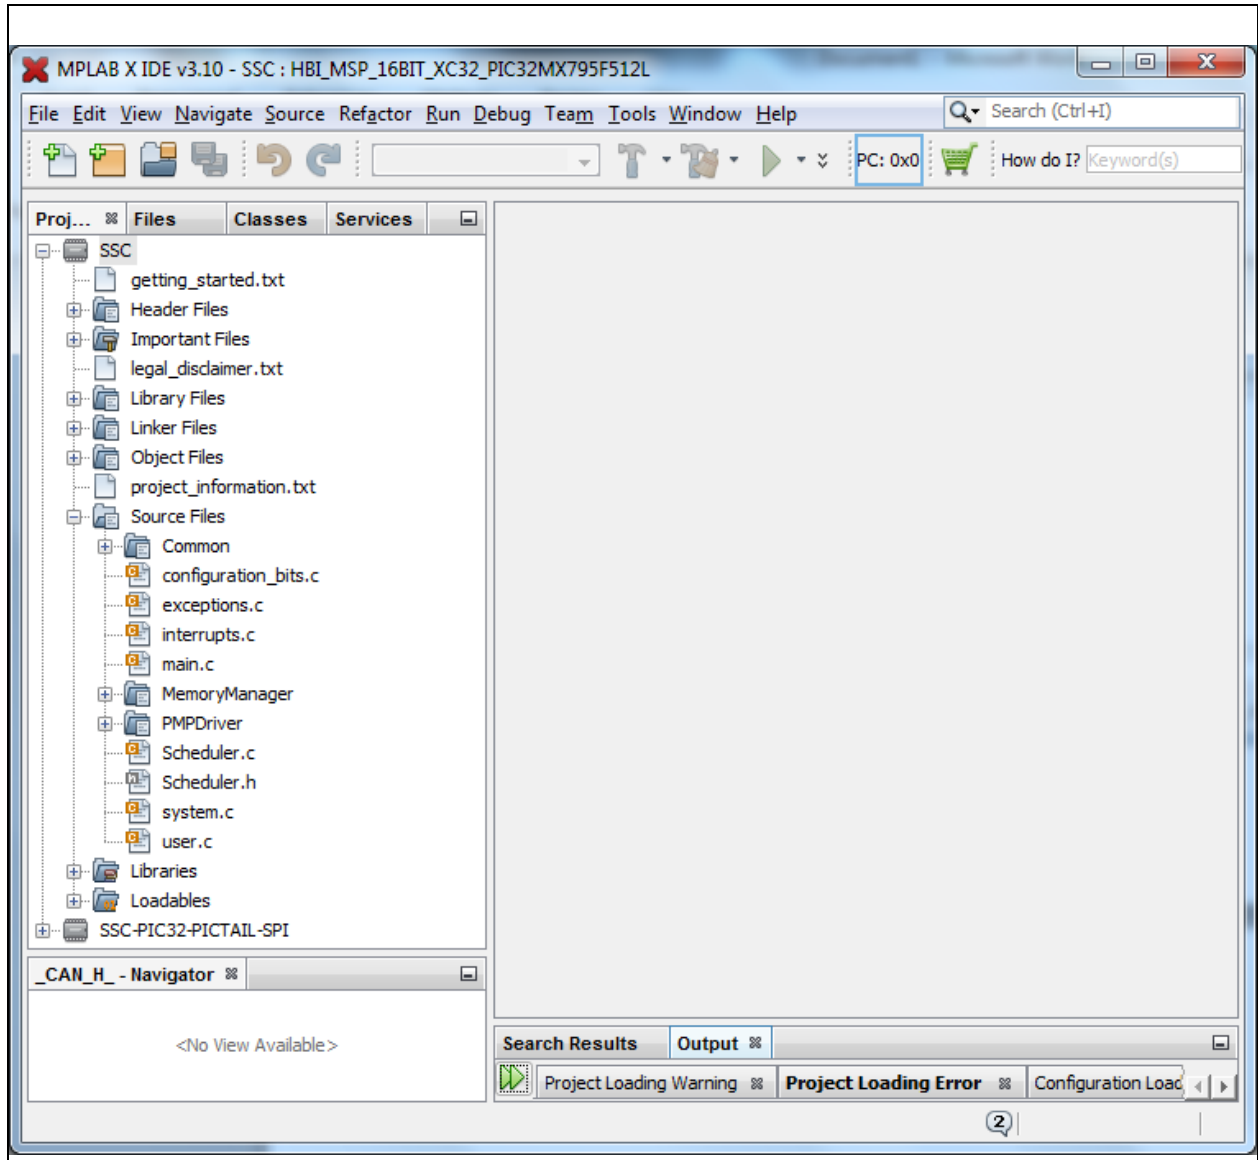 MPLAB X IDE v3.10 - SSC : HBI_MSP_16BIT_XC32_PIC32MX795F512L
File Edit View Navigate Source Refactor Run Debug Team Tools Window Help
Search (Ctrl+I)
PC: 0x0
How do I? Keyword(s)
Proj... Files Classes Services
SSC
getting_started.txt
Header Files
Important Files
legal_disclaimer.txt
Library Files
Linker Files
Object Files
project_information.txt
Source Files
Common
configuration_bits.c
exceptions.c
interrupts.c
main.c
MemoryManager
PMPDriver
Scheduler.c
Scheduler.h
system.c
user.c
Libraries
Loadables
SSC-PIC32-PICTAIL-SPI
_CAN_H_ - Navigator
<No View Available>
Search Results Output
Project Loading Warning Project Loading Error Configuration Load
2